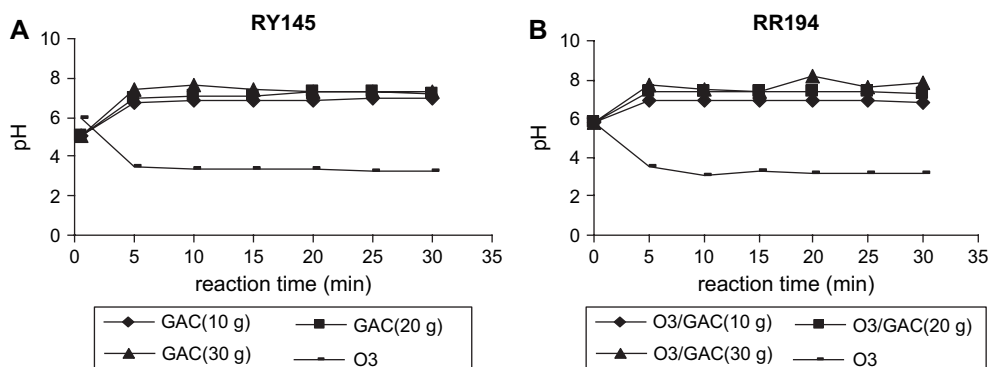 A
RY145
10
8
6
4
2
0
pH
0 5 10 15 20 25 30 35
reaction time (min)
GAC(10 g) GAC(20 g)
GAC(30 g) O3
B
RR194
10
8
6
4
2
0
pH
0 5 10 15 20 25 30 35
reaction time (min)
O3/GAC(10 g) O3/GAC(20 g)
O3/GAC(30 g) O3